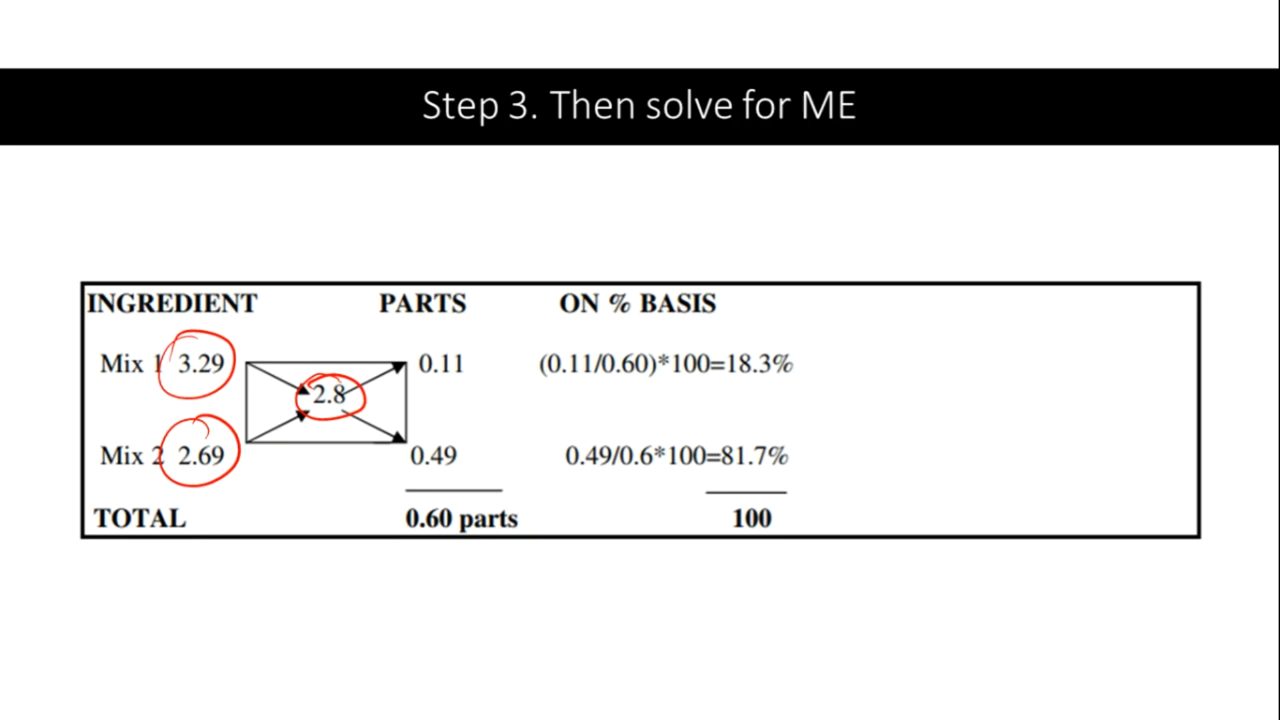 Step 3. Then solve for ME
INGREDIENT PARTS ON % BASIS
Mix 1 3.29 0.11 (0.11/0.60)*100=18.3%
2.8
Mix 2 2.69 0.49 0.49/0.6*100=81.7%
TOTAL 0.60 parts 100